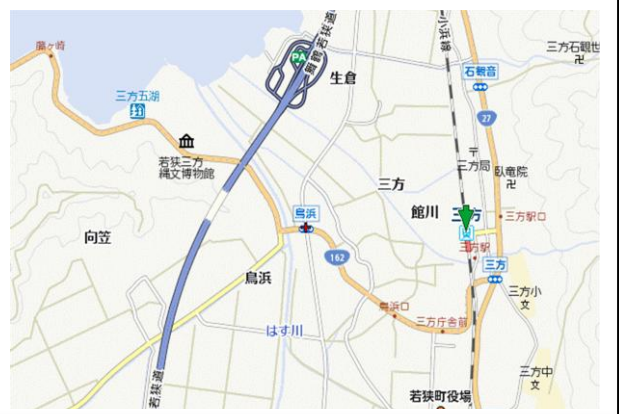 藤ヶ崎
三方五湖
若狭三方
縄文博物館
向笠
PA
舞鶴若狭道
生倉
小浜線
三方石観世
石観音
27
三方局
臥竜院
三方
館川
三方
三方駅口
三方駅
鳥浜
162
三方
鳥浜
はす川
鳥浜口
三方庁舎前
三方小
文
三方中
文
若狭町役場
若狭道